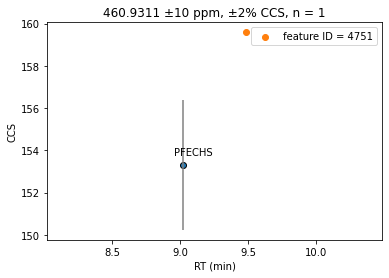 460.9311 ±10 ppm, ±2% CCS, n = 1
160
158
156
154
152
150
CCS
feature ID = 4751
PFECHS
8.5 9.0 9.5 10.0
RT (min)